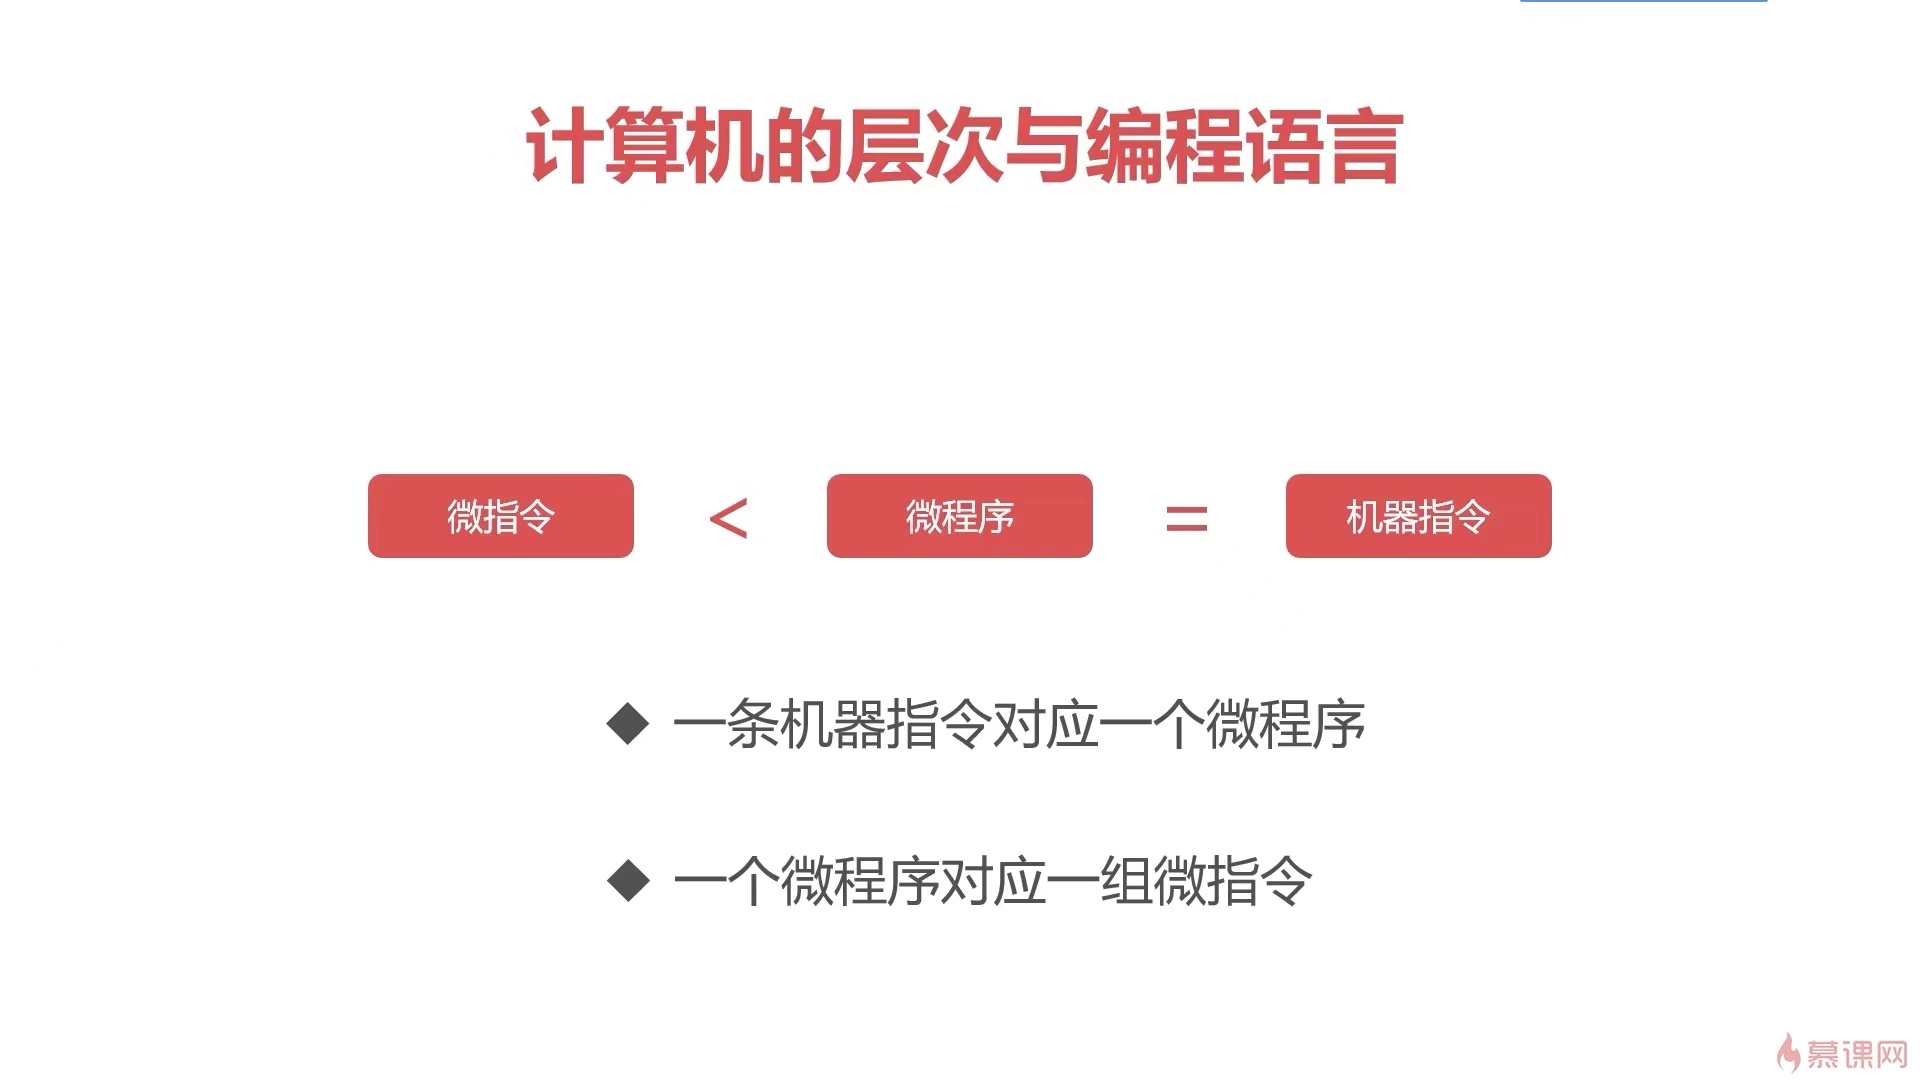 计算机的层次与编程语言
微指令 < 微程序 = 机器指令
◆ 一条机器指令对应一个微程序
◆ 一个微程序对应一组微指令
慕课网